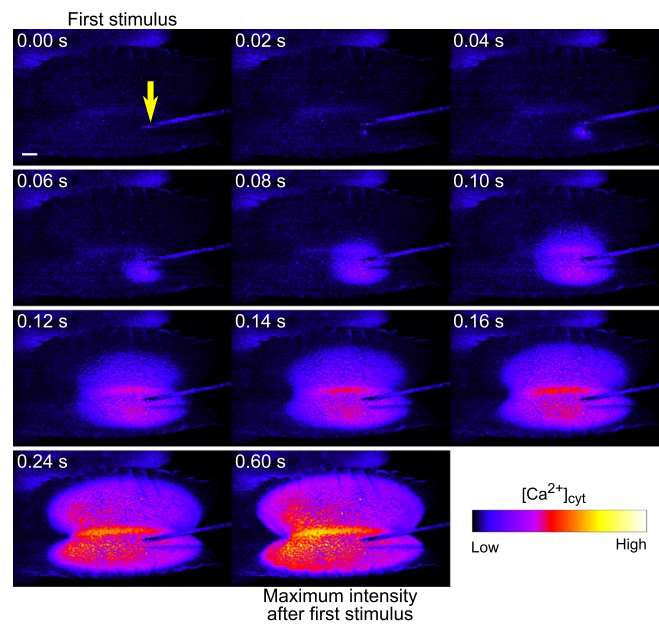 First stimulus
0.00 s
0.02 s
0.04 s
0.06 s
0.08 s
0.10 s
0.12 s
0.14 s
0.16 s
0.24 s
0.60 s
[Ca²⁺]cyt
Low
High
Maximum intensity
after first stimulus